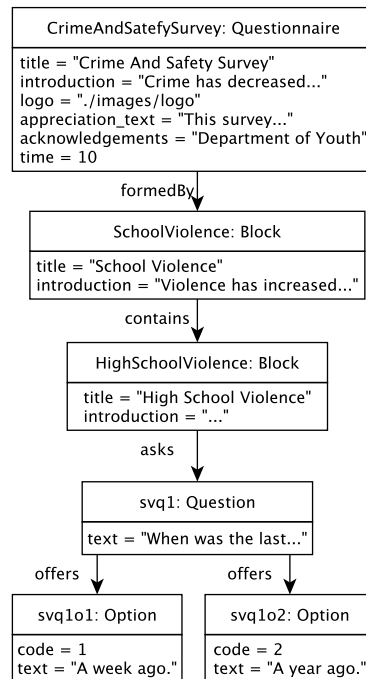 CrimeAndSatefySurvey: Questionnaire
title = "Crime And Safety Survey"
introduction = "Crime has decreased..."
logo = "./images/logo"
appreciation_text = "This survey..."
acknowledgements = "Department of Youth"
time = 10
formedBy
SchoolViolence: Block
title = "School Violence"
introduction = "Violence has increased..."
contains
HighSchoolViolence: Block
title = "High School Violence"
introduction = "..."
asks
svq1: Question
text = "When was the last..."
offers offers
svq1o1: Option
code = 1
text = "A week ago."
svq1o2: Option
code = 2
text = "A year ago."